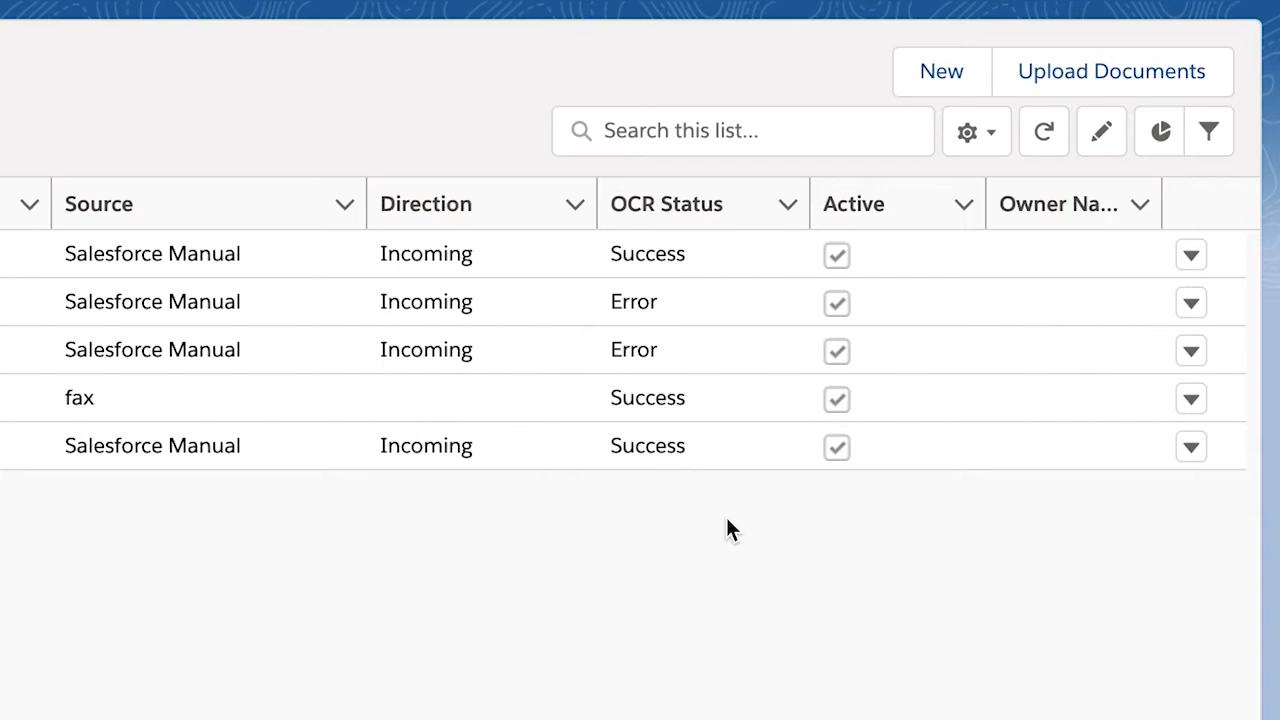 New Upload Documents
Search this list...
Source Direction OCR Status Active Owner Na...
Salesforce Manual Incoming Success
Salesforce Manual Incoming Error
Salesforce Manual Incoming Error
fax Success
Salesforce Manual Incoming Success